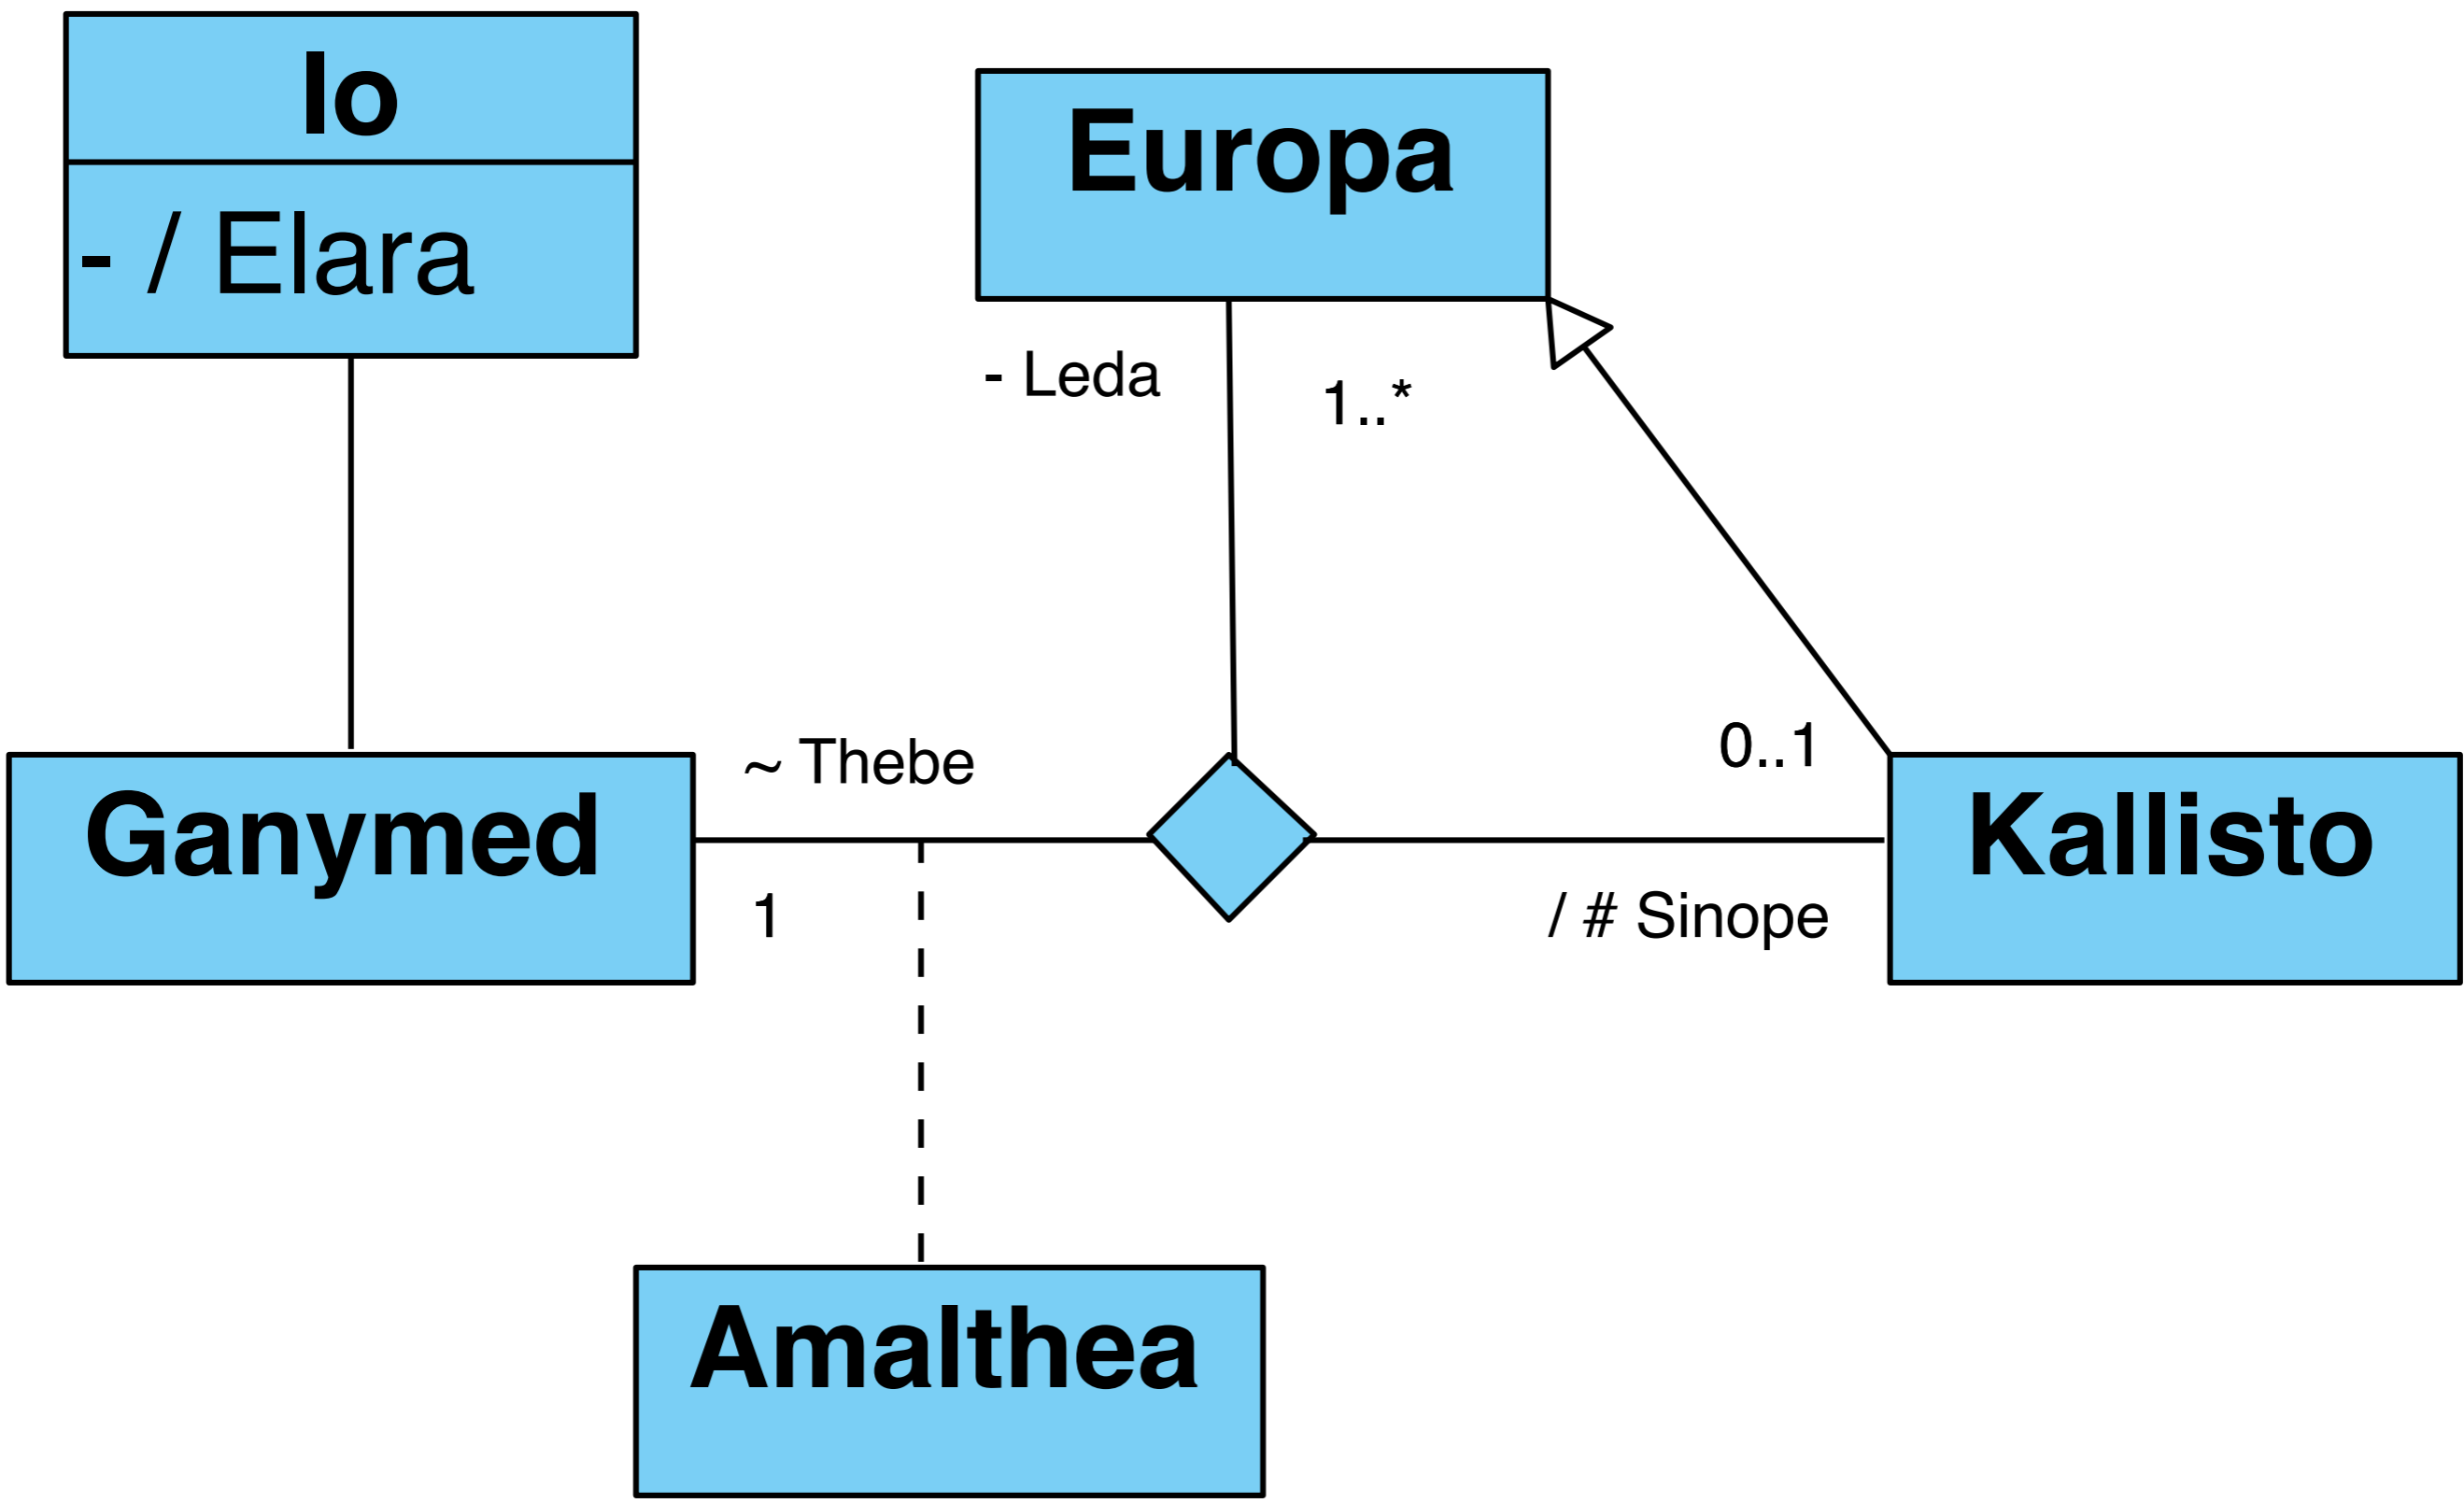 Io
- / Elara
Europa
- Leda
1..*
Ganymed
~ Thebe
1
0..1
/ # Sinope
Kallisto
Amalthea